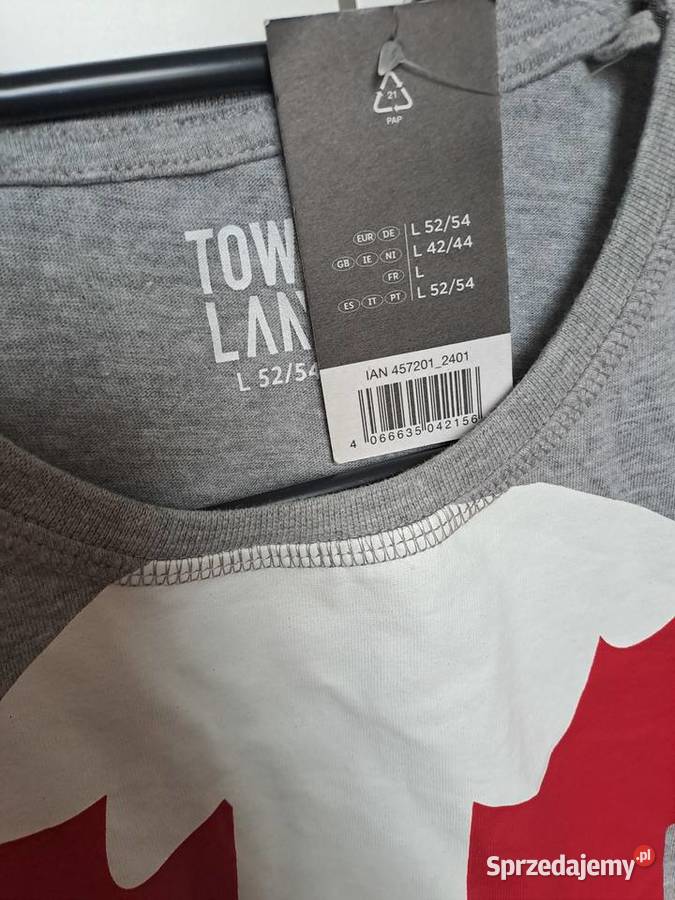 21
PAP
EUR DE L 52/54
GB IE NI L 42/44
FR L
ES IT PT L 52/54
IAN 457201_2401
4 066635 042156
TOW
LAN
L 52/54
Sprzedajemy.pl